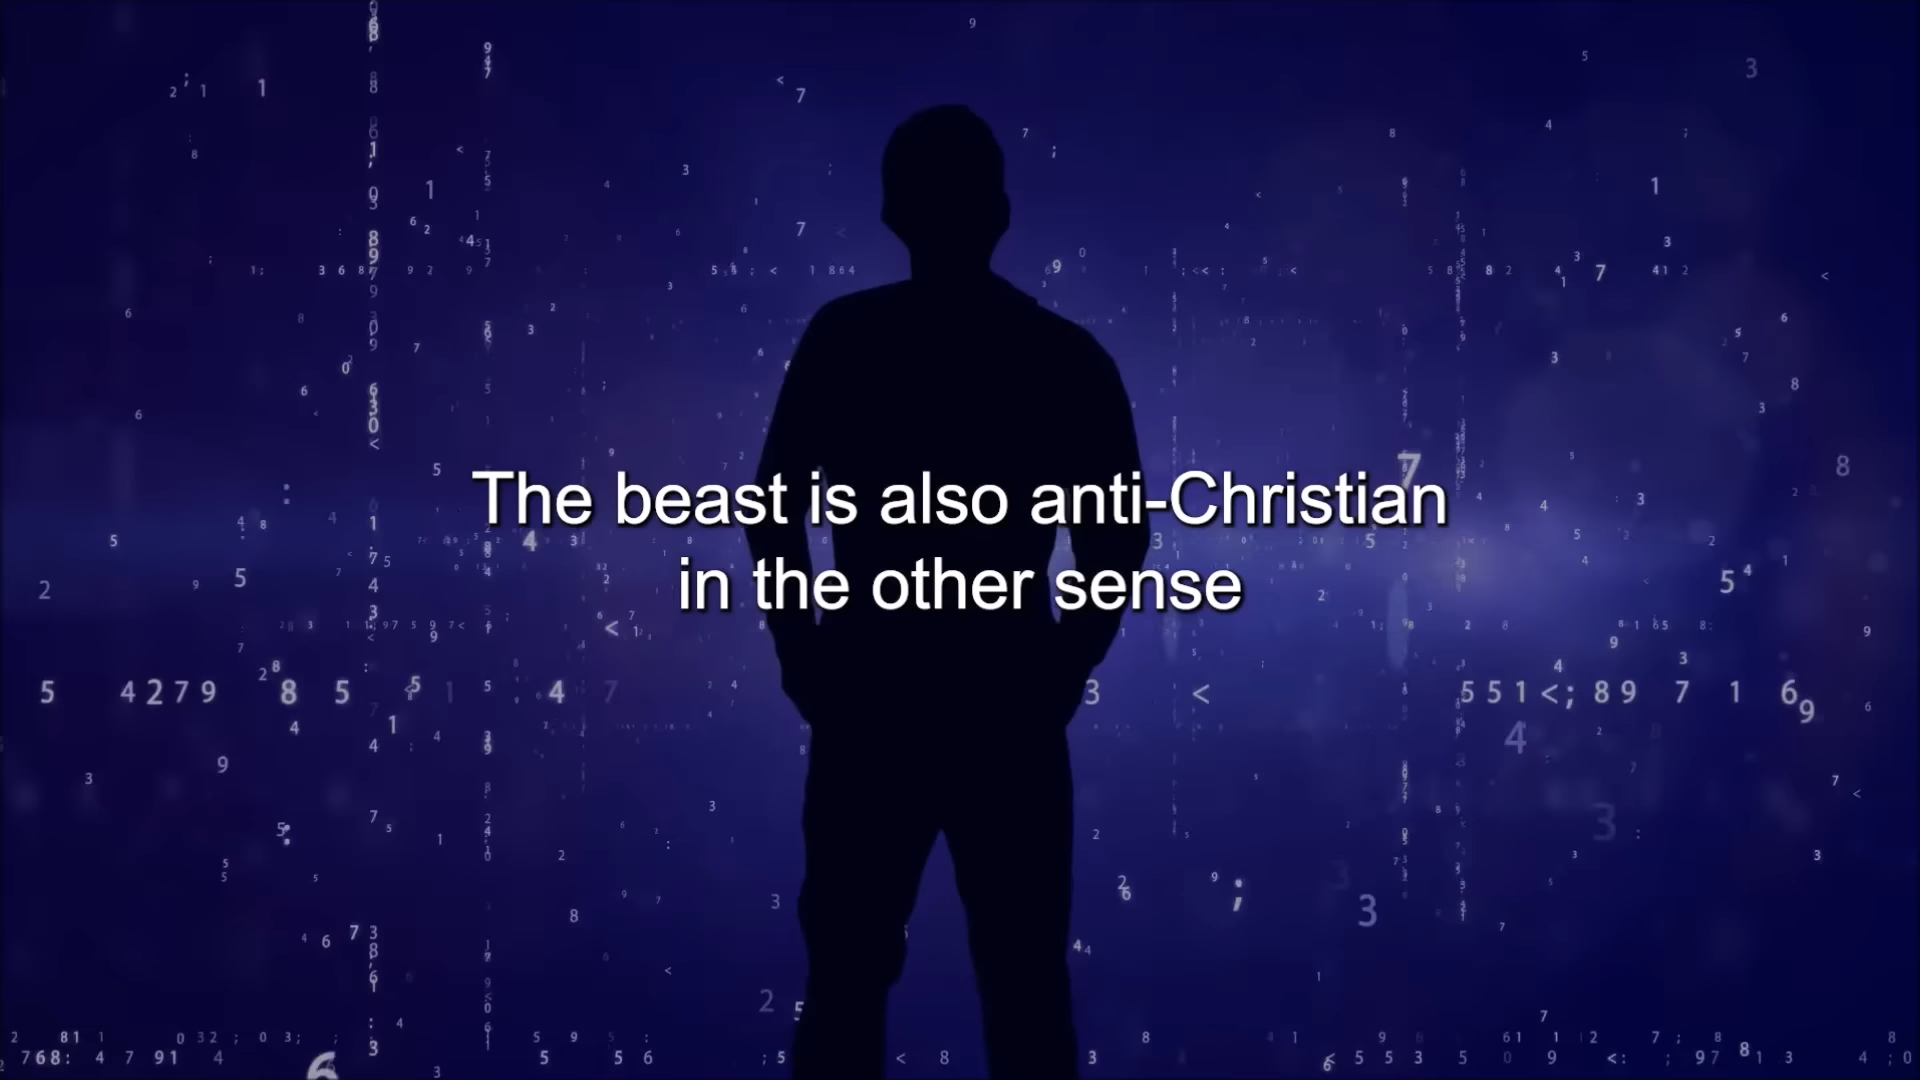 The beast is also anti-Christian
in the other sense